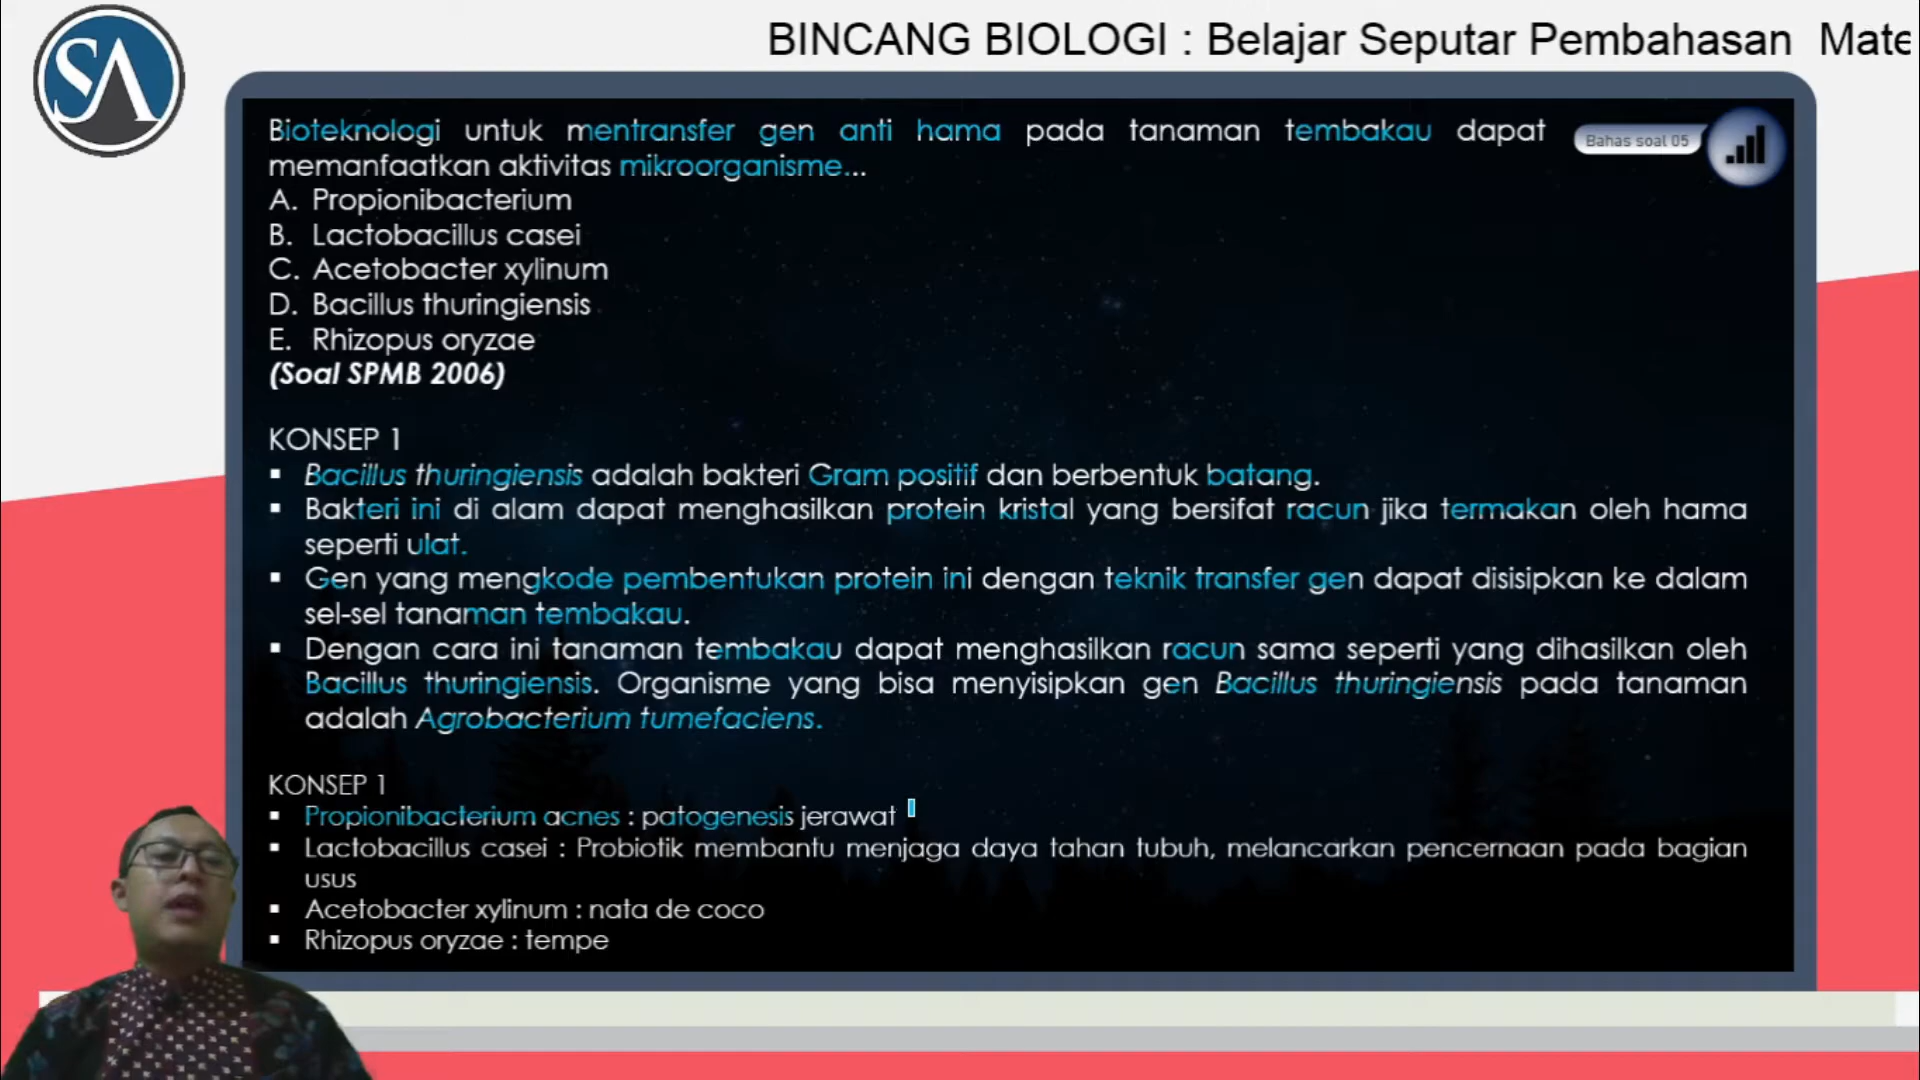 SA
BINCANG BIOLOGI : Belajar Seputar Pembahasan Mate
Bioteknologi untuk mentransfer gen anti hama pada tanaman tembakau dapat
memanfaatkan aktivitas mikroorganisme...
Bahas soal 05
A. Propionibacterium
B. Lactobacillus casei
C. Acetobacter xylinum
D. Bacillus thuringiensis
E. Rhizopus oryzae
(Soal SPMB 2006)
KONSEP 1
▪ Bacillus thuringiensis adalah bakteri Gram positif dan berbentuk batang.
▪ Bakteri ini di alam dapat menghasilkan protein kristal yang bersifat racun jika termakan oleh hama
seperti ulat.
▪ Gen yang mengkode pembentukan protein ini dengan teknik transfer gen dapat disisipkan ke dalam
sel-sel tanaman tembakau.
▪ Dengan cara ini tanaman tembakau dapat menghasilkan racun sama seperti yang dihasilkan oleh
Bacillus thuringiensis. Organisme yang bisa menyisipkan gen Bacillus thuringiensis pada tanaman
adalah Agrobacterium tumefaciens.
KONSEP 1
▪ Propionibacterium acnes : patogenesis jerawat
▪ Lactobacillus casei : Probiotik membantu menjaga daya tahan tubuh, melancarkan pencernaan pada bagian
usus
▪ Acetobacter xylinum : nata de coco
▪ Rhizopus oryzae : tempe